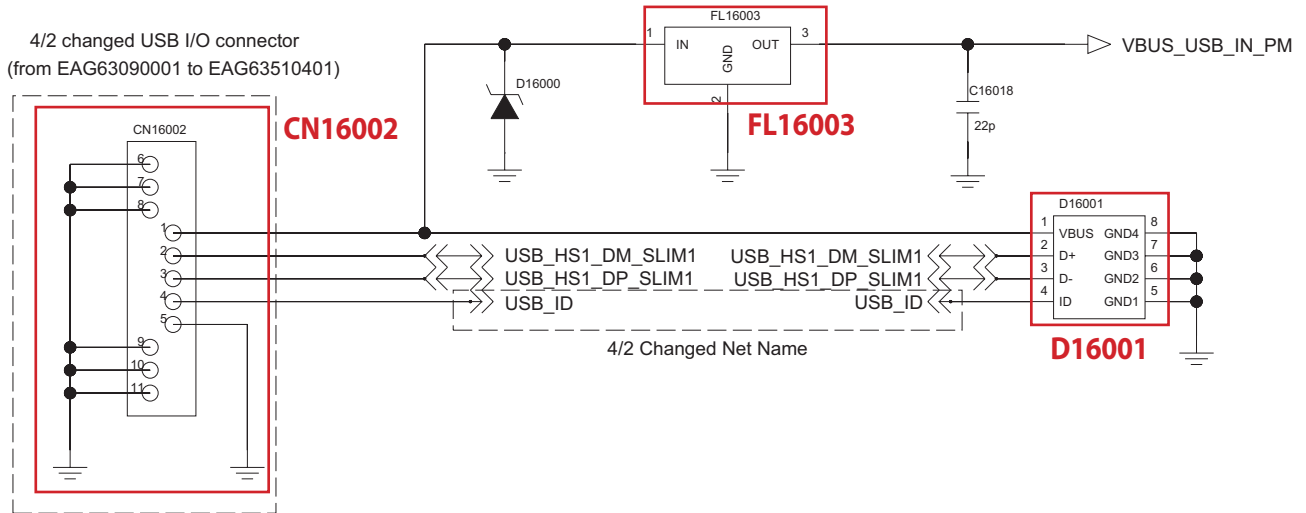 4/2 changed USB I/O connector
(from EAG63090001 to EAG63510401)
FL16003
1 IN OUT 3
GND
2
FL16003
VBUS_USB_IN_PM
D16000
C16018
22p
CN16002
CN16002
6
7
8
1
2
3
4
5
9
10
11
USB_HS1_DM_SLIM1
USB_HS1_DP_SLIM1
USB_ID
USB_HS1_DM_SLIM1
USB_HS1_DP_SLIM1
USB_ID
4/2 Changed Net Name
D16001
1 VBUS GND4 8
2 D+ GND3 7
3 D- GND2 6
4 ID GND1 5
D16001